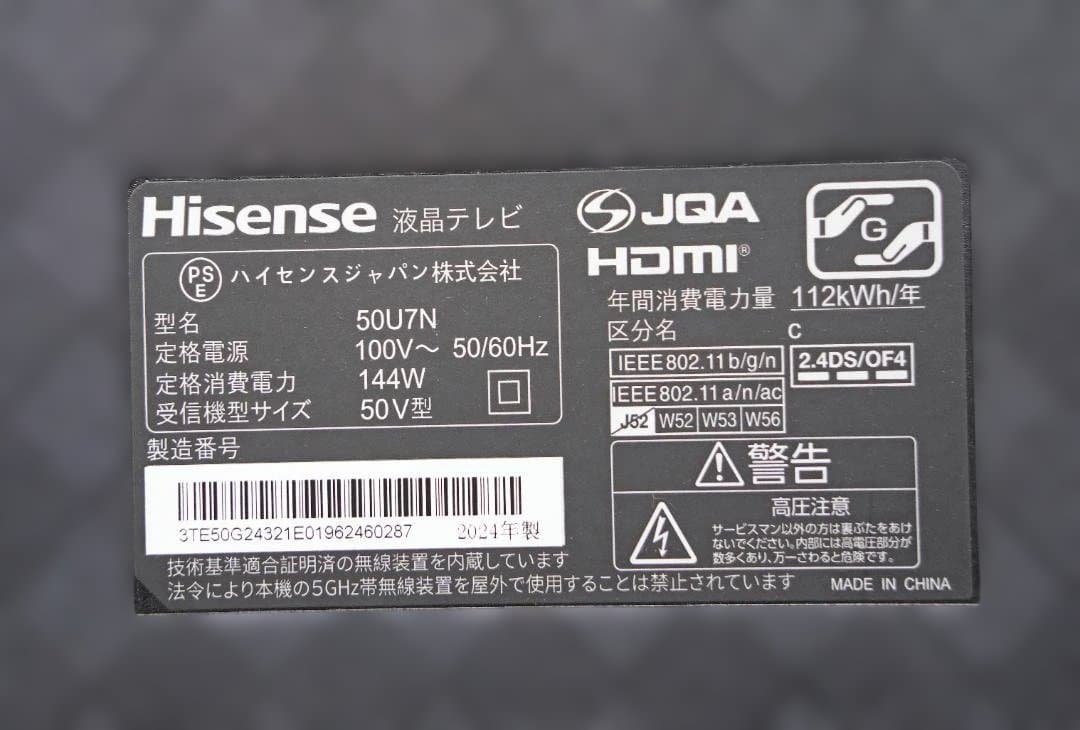 Hisense 液晶テレビ
PSE ハイセンスジャパン株式会社
型名 50U7N
定格電源 100V～ 50/60Hz
定格消費電力 144W
受信機型サイズ 50V型
製造番号
3TE50G24321E01962460287 2024年製
技術基準適合証明済の無線装置を内蔵しています
法令により本機の5GHz帯無線装置を屋外で使用することは禁止されています
JQA
HDMI®
G
年間消費電力量 112kWh/年
区分名 C
IEEE802.11b/g/n
2.4DS/OF4
IEEE802.11a/n/ac
J52 W52 W53 W56
警告
高圧注意
サービスマン以外の方は裏ぶたをあけ
ないでください。内部には高電圧部分が
数多くあり、万一さわると危険です。
MADE IN CHINA